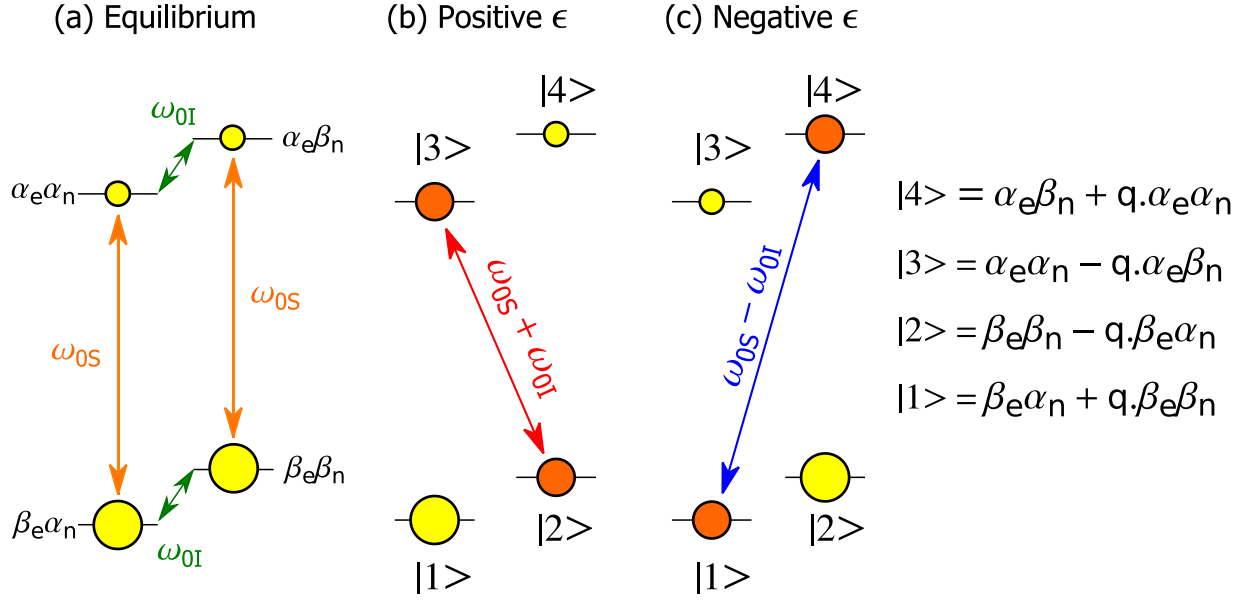 (a) Equilibrium
(b) Positive ϵ
(c) Negative ϵ
ω0I
αeβn
αeαn
ω0S
ω0S
βeβn
βeαn
ω0I
|4>
|3>
ω0S + ω0I
|2>
|1>
|4>
|3>
ω0S − ω0I
|2>
|1>
|4> = αeβn + q.αeαn
|3> = αeαn − q.αeβn
|2> = βeβn − q.βeαn
|1> = βeαn + q.βeβn